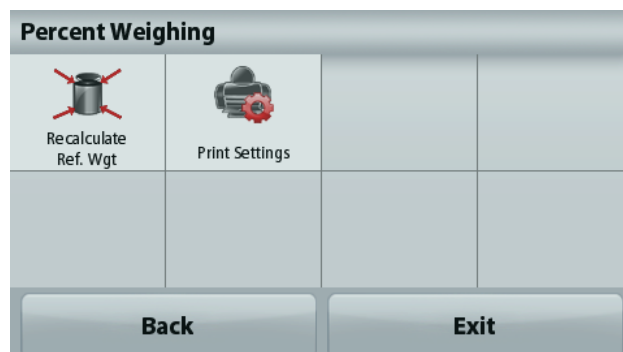 Percent Weighing
Recalculate
Ref. Wgt
Print Settings
Back
Exit